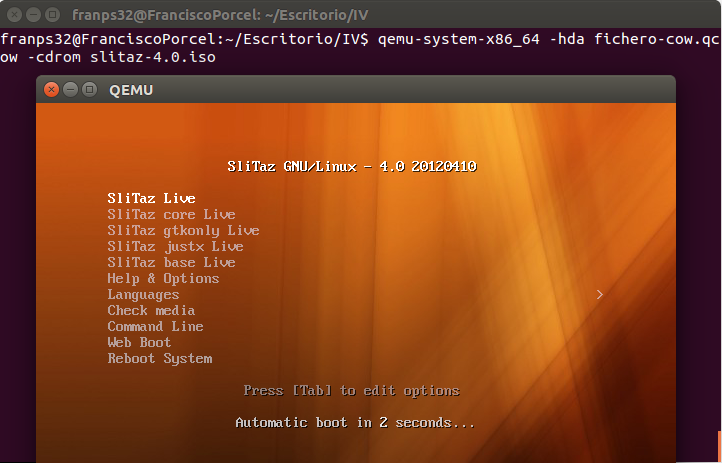 franps32@FranciscoPorcel: ~/Escritorio/IV
franps32@FranciscoPorcel:~/Escritorio/IV$ qemu-system-x86_64 -hda fichero-cow.qc
ow -cdrom slitaz-4.0.iso
QEMU
SliTaz GNU/Linux - 4.0 20120410
SliTaz Live
SliTaz core Live
SliTaz gtkonly Live
SliTaz justx Live
SliTaz base Live
Help & Options
Languages >
Check media
Command Line
Web Boot
Reboot System
Press [Tab] to edit options
Automatic boot in 2 seconds...